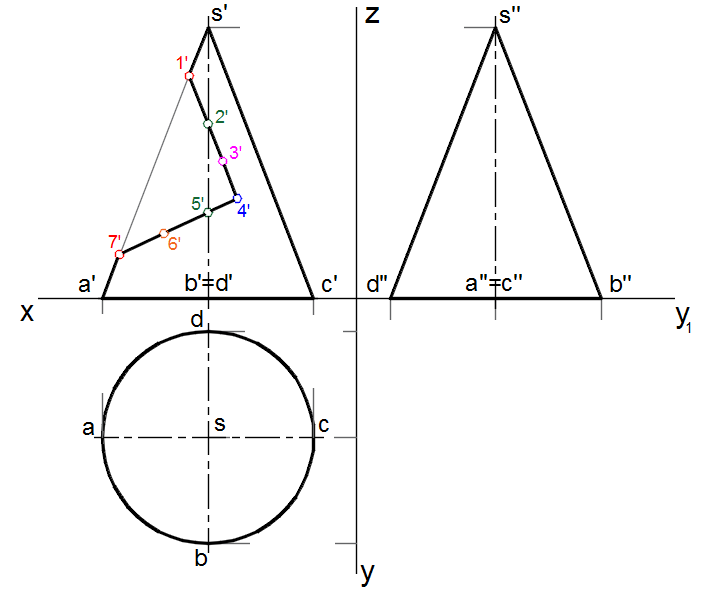 s'
z
s"
1'
2'
3'
5'
4'
7'
6'
a'
b'=d'
c'
d"
a"=c"
b"
x
y₁
d
a
s
c
b
y